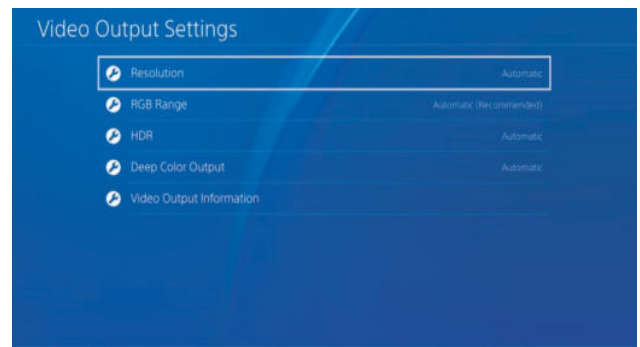 Video Output Settings
Resolution Automatic
RGB Range Automatic (Recommended)
HDR Automatic
Deep Color Output Automatic
Video Output Information